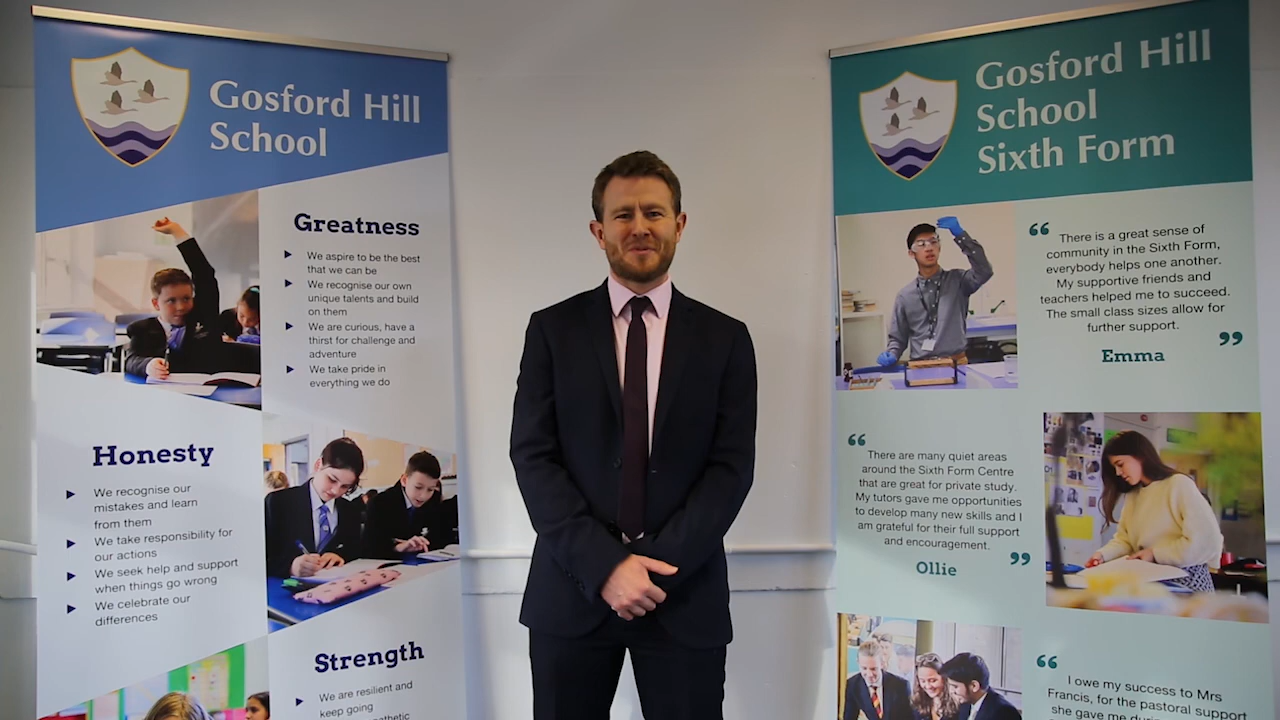 Gosford Hill
School
Greatness
We aspire to be the best
that we can be
We recognise our own
unique talents and build
on them
We are curious, have a
thirst for challenge and
adventure
We take pride in
everything we do
Honesty
We recognise our
mistakes and learn
from them
We take responsibility for
our actions
We seek help and support
when things go wrong
We celebrate our
differences
Strength
We are resilient and
keep going
Gosford Hill
School
Sixth Form
“ There is a great sense of
community in the Sixth Form,
everybody helps one another.
My supportive friends and
teachers helped me to succeed.
The small class sizes allow for
further support. ”
Emma
“ There are many quiet areas
around the Sixth Form Centre
that are great for private study.
My tutors gave me opportunities
to develop many new skills and I
am grateful for their full support
and encouragement. ”
Ollie
“ I owe my success to Mrs
Francis, for the pastoral support
she gave me